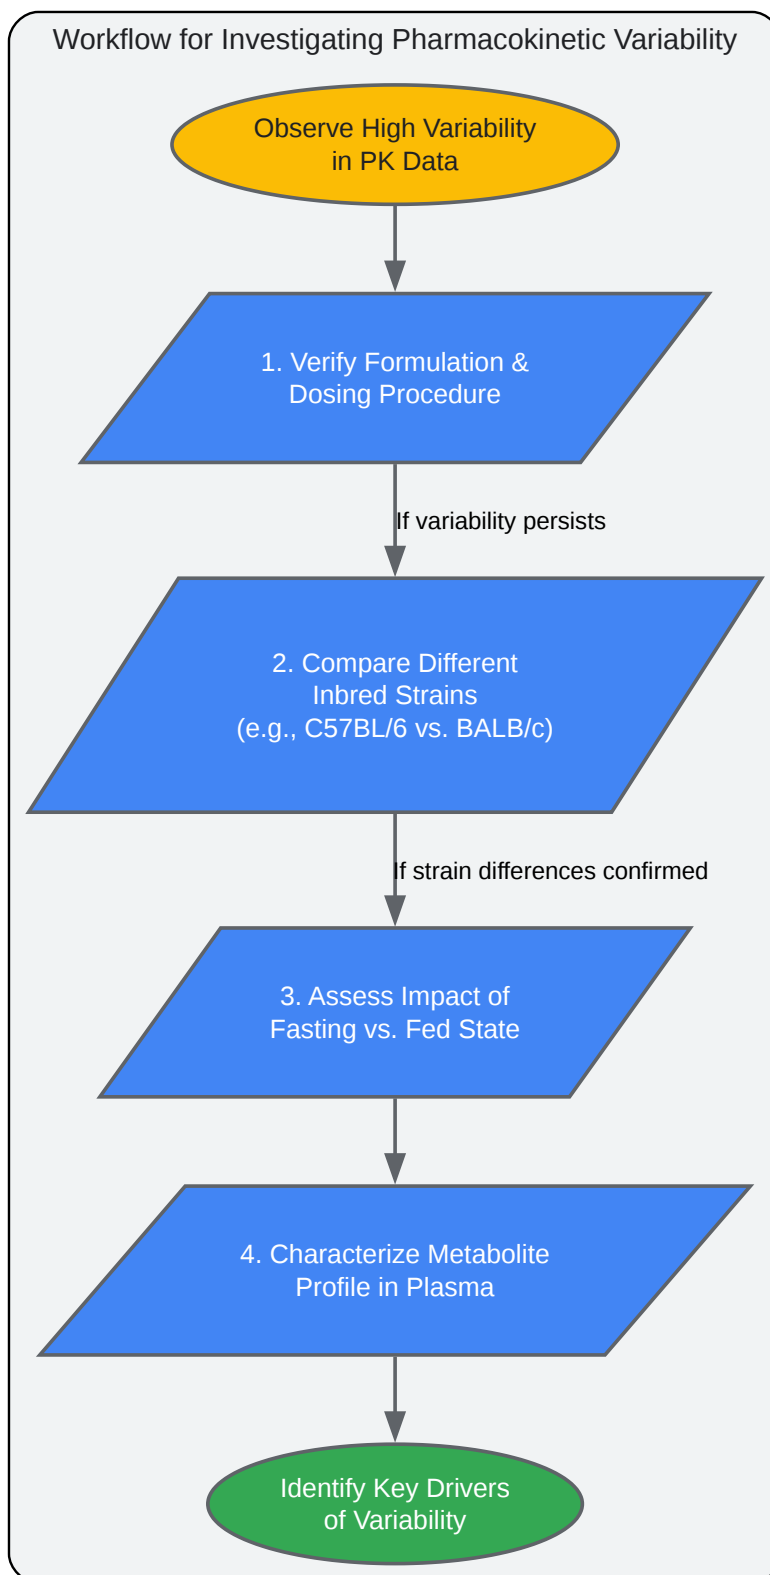 Workflow for Investigating Pharmacokinetic Variability
Observe High Variability
in PK Data
1. Verify Formulation &
Dosing Procedure
If variability persists
2. Compare Different
Inbred Strains
(e.g., C57BL/6 vs. BALB/c)
If strain differences confirmed
3. Assess Impact of
Fasting vs. Fed State
4. Characterize Metabolite
Profile in Plasma
Identify Key Drivers
of Variability